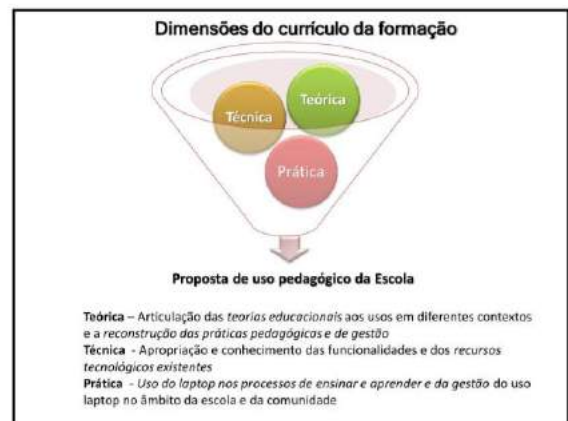 Dimensões do currículo da formação
Teórica
Técnica
Prática
Proposta de uso pedagógico da Escola
Teórica – Articulação das teorias educacionais aos usos em diferentes contextos
e a reconstrução das práticas pedagógicas e de gestão
Técnica - Apropriação e conhecimento das funcionalidades e dos recursos
tecnológicos existentes
Prática - Uso do laptop nos processos de ensinar e aprender e da gestão do uso
laptop no âmbito da escola e da comunidade